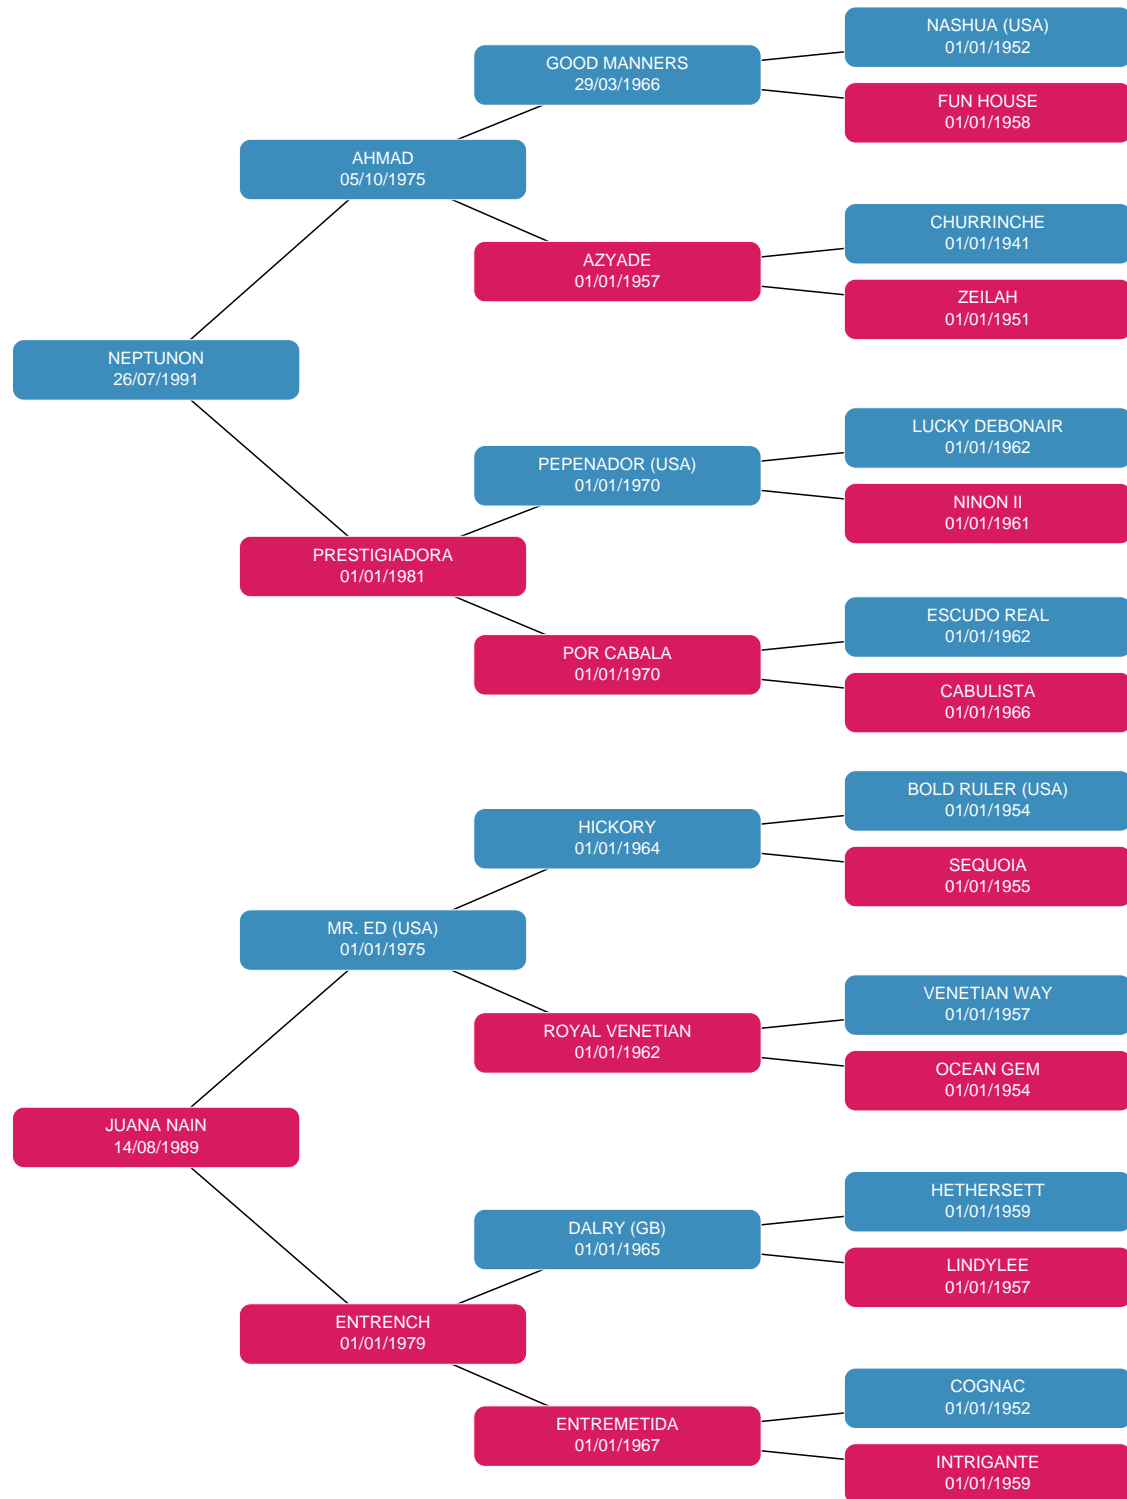 NASHUA (USA)
01/01/1952
GOOD MANNERS
29/03/1966
FUN HOUSE
01/01/1958
AHMAD
05/10/1975
CHURRINCHE
01/01/1941
AZYADE
01/01/1957
ZEILAH
01/01/1951
NEPTUNON
26/07/1991
LUCKY DEBONAIR
01/01/1962
PEPENADOR (USA)
01/01/1970
NINON II
01/01/1961
PRESTIGIADORA
01/01/1981
ESCUDO REAL
01/01/1962
POR CABALA
01/01/1970
CABULISTA
01/01/1966
BOLD RULER (USA)
01/01/1954
HICKORY
01/01/1964
SEQUOIA
01/01/1955
MR. ED (USA)
01/01/1975
VENETIAN WAY
01/01/1957
ROYAL VENETIAN
01/01/1962
OCEAN GEM
01/01/1954
JUANA NAIN
14/08/1989
HETHERSETT
01/01/1959
DALRY (GB)
01/01/1965
LINDYLEE
01/01/1957
ENTRENCH
01/01/1979
COGNAC
01/01/1952
ENTREMETIDA
01/01/1967
INTRIGANTE
01/01/1959